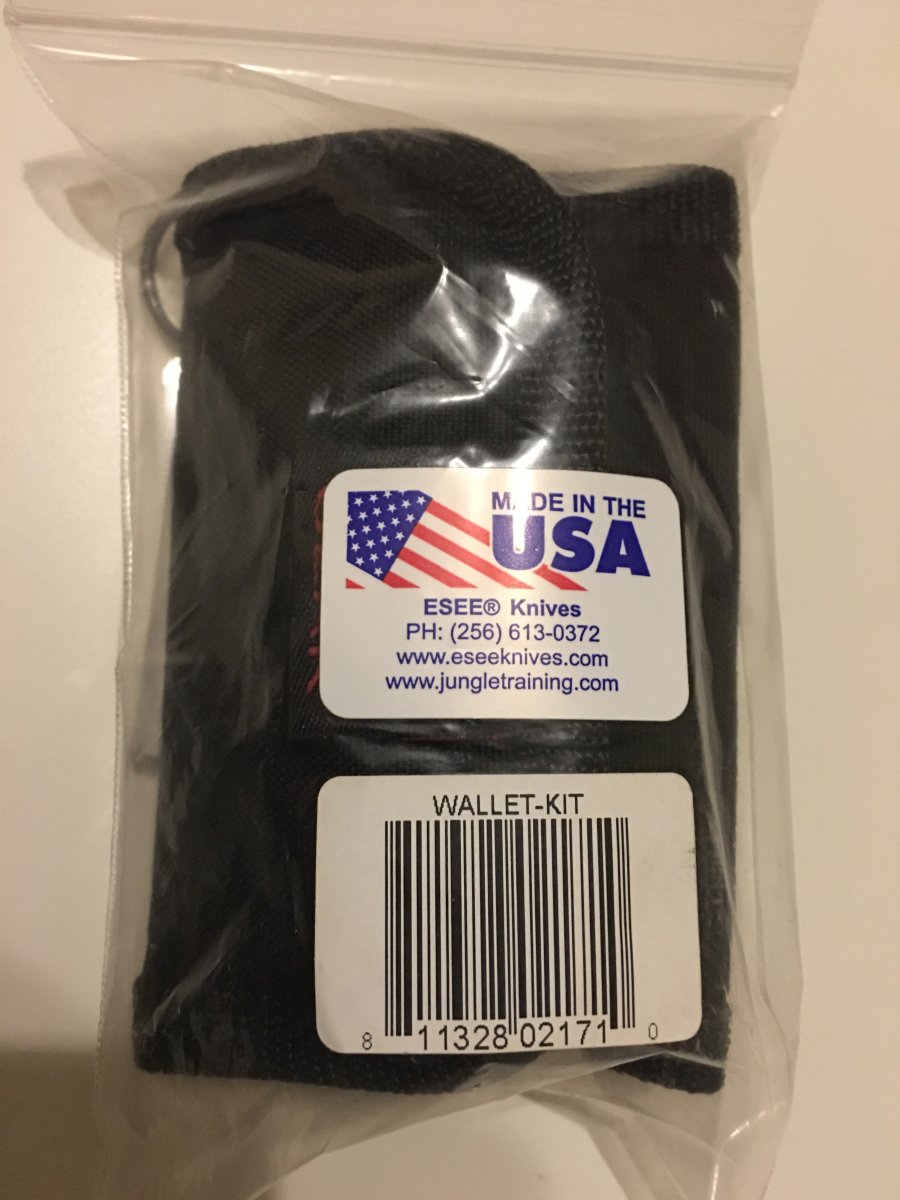 MADE IN THE
USA
ESEE® Knives
PH: (256) 613-0372
www.eseeknives.com
www.jungletraining.com
WALLET-KIT
8 11328 02171 0